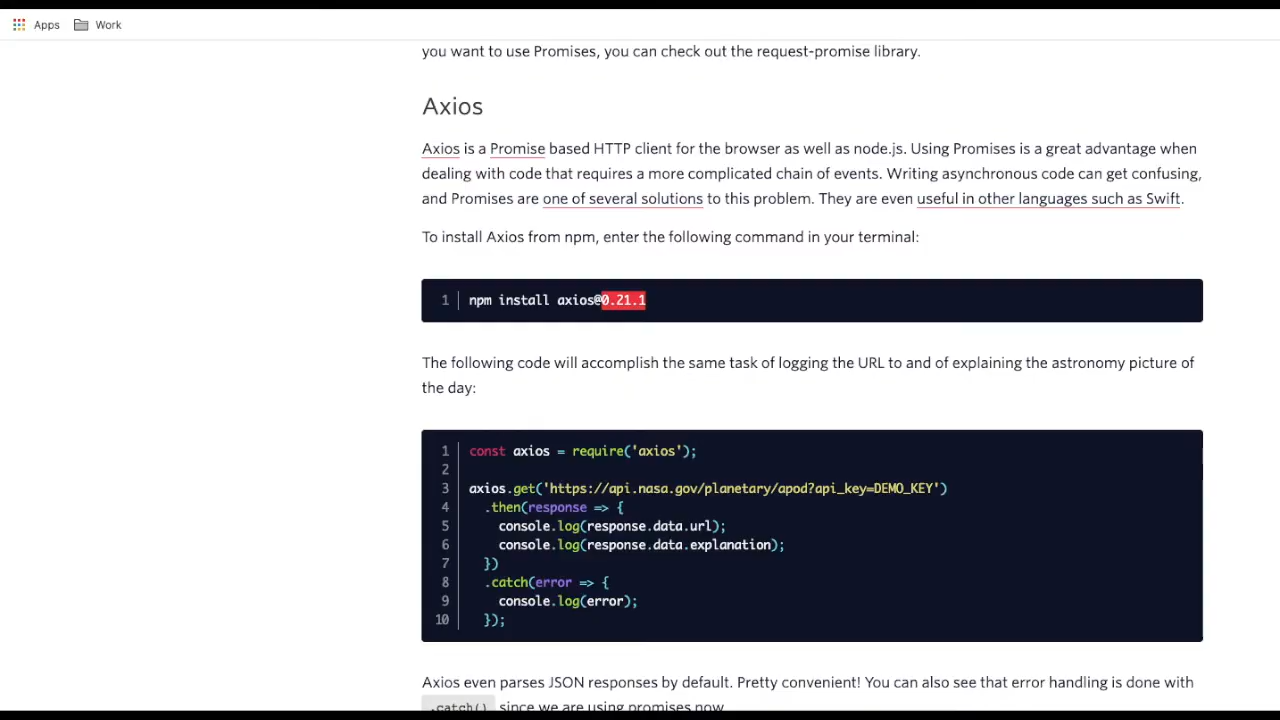 Apps Work
you want to use Promises, you can check out the request-promise library.
Axios
Axios is a Promise based HTTP client for the browser as well as node.js. Using Promises is a great advantage when
dealing with code that requires a more complicated chain of events. Writing asynchronous code can get confusing,
and Promises are one of several solutions to this problem. They are even useful in other languages such as Swift.
To install Axios from npm, enter the following command in your terminal:
1 npm install axios@0.21.1
The following code will accomplish the same task of logging the URL to and of explaining the astronomy picture of
the day:
1 const axios = require('axios');
2
3 axios.get('https://api.nasa.gov/planetary/apod?api_key=DEMO_KEY')
4 .then(response => {
5 console.log(response.data.url);
6 console.log(response.data.explanation);
7 })
8 .catch(error => {
9 console.log(error);
10 });
Axios even parses JSON responses by default. Pretty convenient! You can also see that error handling is done with
.catch() since we are using promises now